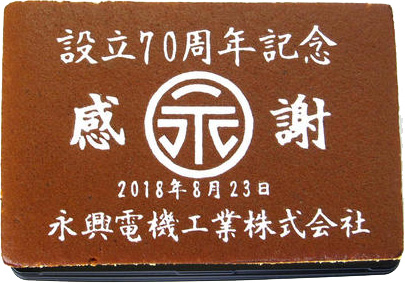 設立70周年記念
感 永 謝
2018年8月23日
永興電機工業株式会社